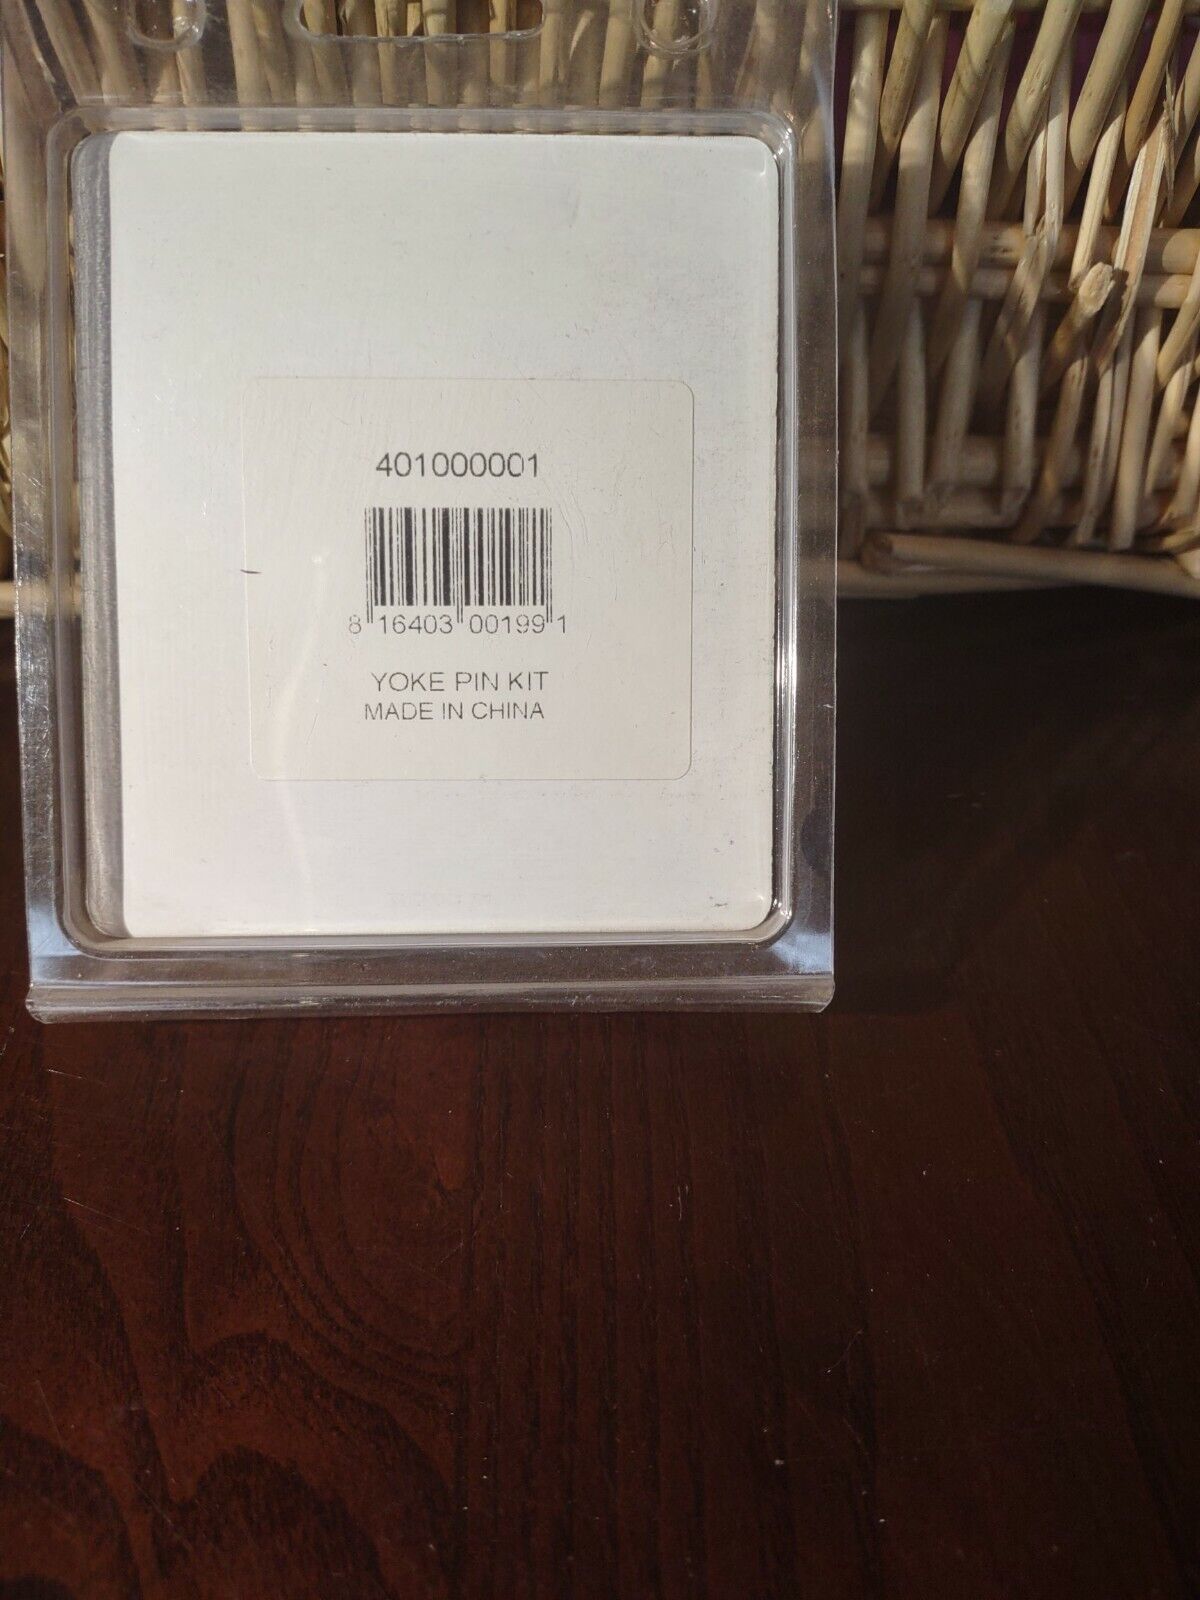 401000001
8 16403 00199 1
YOKE PIN KIT
MADE IN CHINA